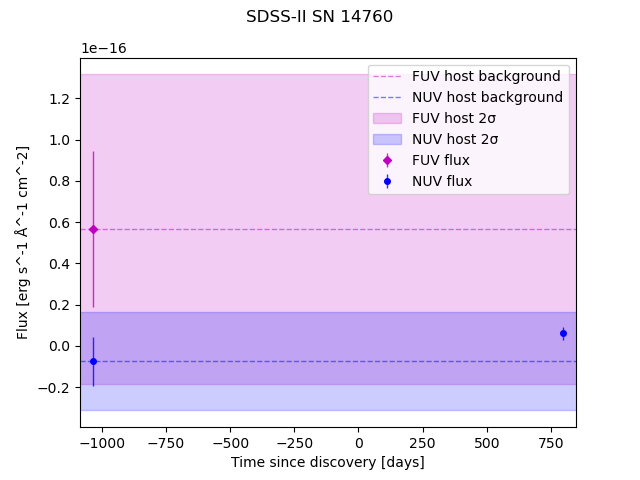 SDSS-II SN 14760
1e−16
FUV host background
NUV host background
FUV host 2σ
NUV host 2σ
FUV flux
NUV flux
1.2
1.0
0.8
0.6
0.4
0.2
0.0
−0.2
Flux [erg s^-1 Å^-1 cm^-2]
−1000 −750 −500 −250 0 250 500 750
Time since discovery [days]